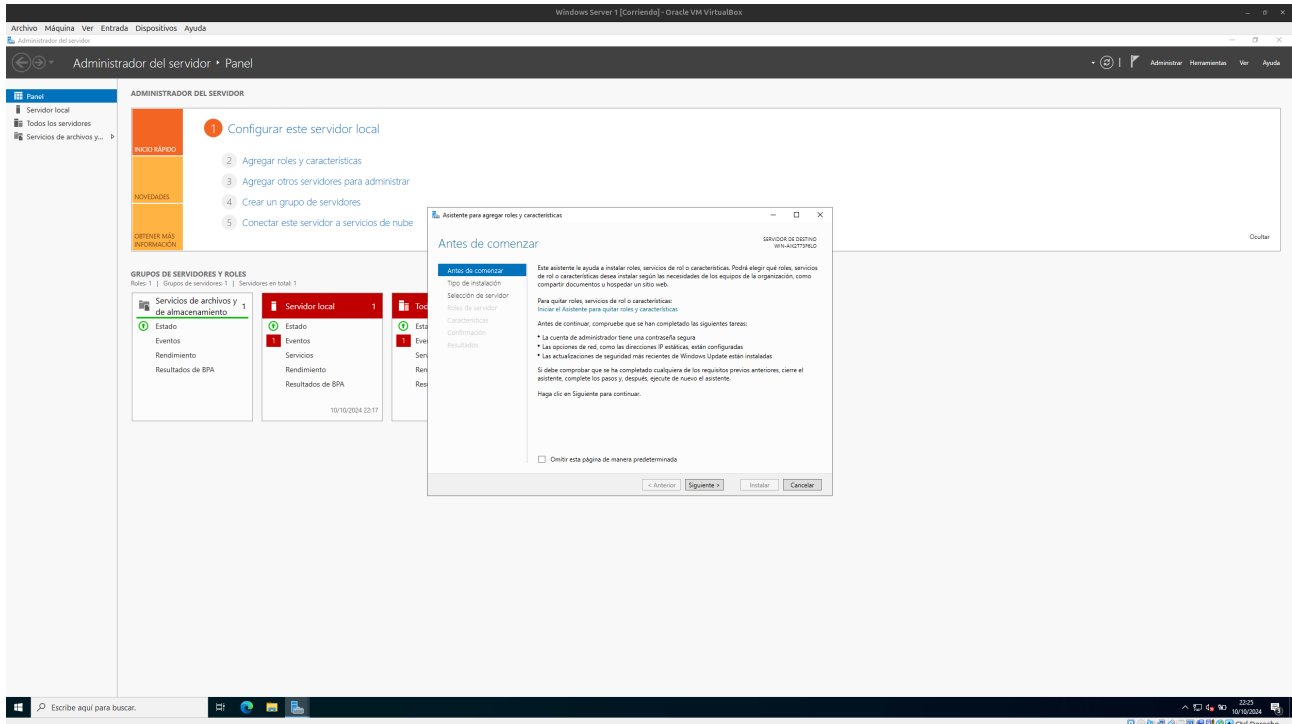 Windows Server 1 [Corriendo] - Oracle VM VirtualBox
Archivo Máquina Ver Entrada Dispositivos Ayuda
Administrador del servidor
Administrador del servidor • Panel
Administrar Herramientas Ver Ayuda
Panel
Servidor local
Todos los servidores
Servicios de archivos y...
ADMINISTRADOR DEL SERVIDOR
INICIO RÁPIDO
NOVEDADES
OBTENER MÁS
INFORMACIÓN
1 Configurar este servidor local
2 Agregar roles y características
3 Agregar otros servidores para administrar
4 Crear un grupo de servidores
5 Conectar este servidor a servicios de nube
Ocultar
GRUPOS DE SERVIDORES Y ROLES
Roles: 1 | Grupos de servidores: 1 | Servidores en total: 1
Servicios de archivos y
de almacenamiento 1
Estado
Eventos
Rendimiento
Resultados de BPA
Servidor local 1
Estado
1 Eventos
Servicios
Rendimiento
Resultados de BPA
10/10/2024 22:17
Tod
Esta
1 Eve
Ser
Ren
Res
Asistente para agregar roles y características
Antes de comenzar
SERVIDOR DE DESTINO
Antes de comenzar
Tipo de instalación
Selección de servidor
Roles de servidor
Características
Confirmación
Resultados
Este asistente le ayuda a instalar roles, servicios de rol o características. Podrá elegir qué roles, servicios
de rol o características desea instalar según las necesidades de los equipos de la organización, como
compartir documentos u hospedar un sitio web.
Para quitar roles, servicios de rol o características:
Iniciar el Asistente para quitar roles y características
Antes de continuar, compruebe que se han completado las siguientes tareas:
• La cuenta de administrador tiene una contraseña segura
• Las opciones de red, como las direcciones IP estáticas, están configuradas
• Las actualizaciones de seguridad más recientes de Windows Update están instaladas
Si debe comprobar que se ha completado cualquiera de los requisitos previos anteriores, cierre el
asistente, complete los pasos y, después, ejecute de nuevo el asistente.
Haga clic en Siguiente para continuar.
Omitir esta página de manera predeterminada
< Anterior Siguiente > Instalar Cancelar
Escribe aquí para buscar.
22:25
10/10/2024
Ctrl Derecho